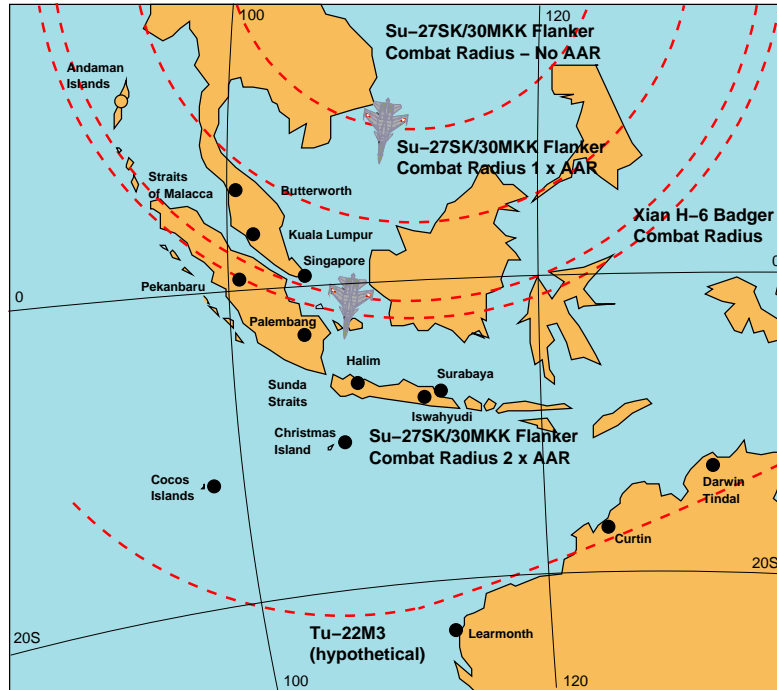 100
120
Su−27SK/30MKK Flanker
Combat Radius − No AAR
Andaman
Islands
Su−27SK/30MKK Flanker
Combat Radius 1 x AAR
Straits
of Malacca
Butterworth
Xian H−6 Badger
Combat Radius
Kuala Lumpur
Singapore
0
Pekanbaru
0
Palembang
Halim
Surabaya
Sunda
Straits
Iswahyudi
Christmas
Island
Su−27SK/30MKK Flanker
Combat Radius 2 x AAR
Cocos
Islands
Darwin
Tindal
Curtin
20S
20S
Tu−22M3
(hypothetical)
Learmonth
100
120